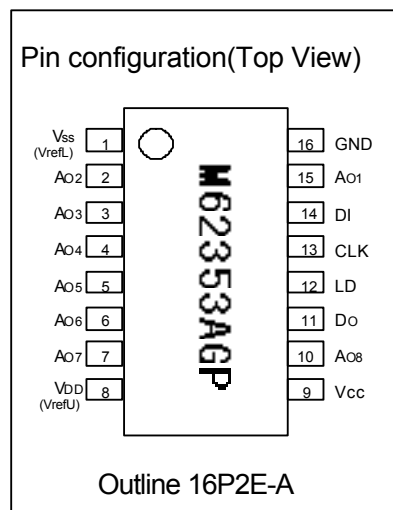 Pin configuration(Top View)
Vss 1 16 GND
(VrefL)
AO2 2 15 AO1
AO3 3 14 DI
AO4 4 13 CLK
AO5 5 12 LD
AO6 6 11 DO
AO7 7 10 AO8
VDD 8 9 Vcc
(VrefU)
M62353AGP
Outline 16P2E-A